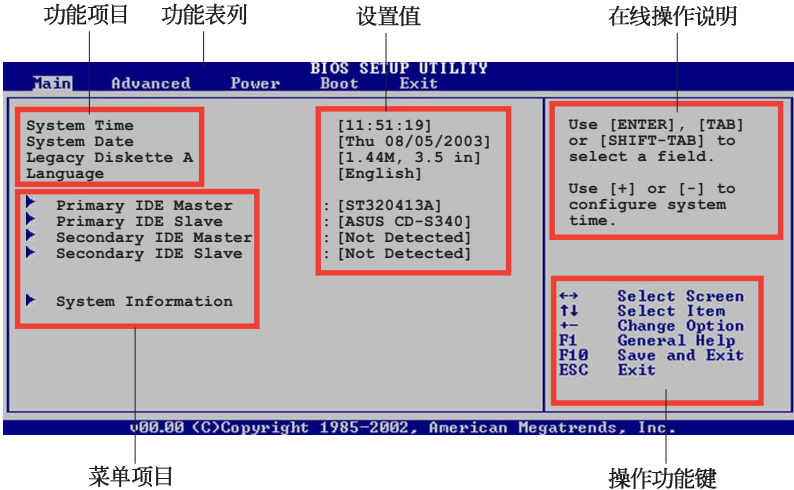 功能项目 功能表列 设置值 在线操作说明
BIOS SETUP UTILITY
Main Advanced Power Boot Exit
System Time [11:51:19]
System Date [Thu 08/05/2003]
Legacy Diskette A [1.44M, 3.5 in]
Language [English]
Primary IDE Master :[ST320413A]
Primary IDE Slave :[ASUS CD-S340]
Secondary IDE Master :[Not Detected]
Secondary IDE Slave :[Not Detected]
System Information
Use [ENTER], [TAB]
or [SHIFT-TAB] to
select a field.
Use [+] or [-] to
configure system
time.
←→ Select Screen
↑↓ Select Item
+- Change Option
F1 General Help
F10 Save and Exit
ESC Exit
v00.00 (C)Copyright 1985-2002, American Megatrends, Inc.
菜单项目 操作功能键